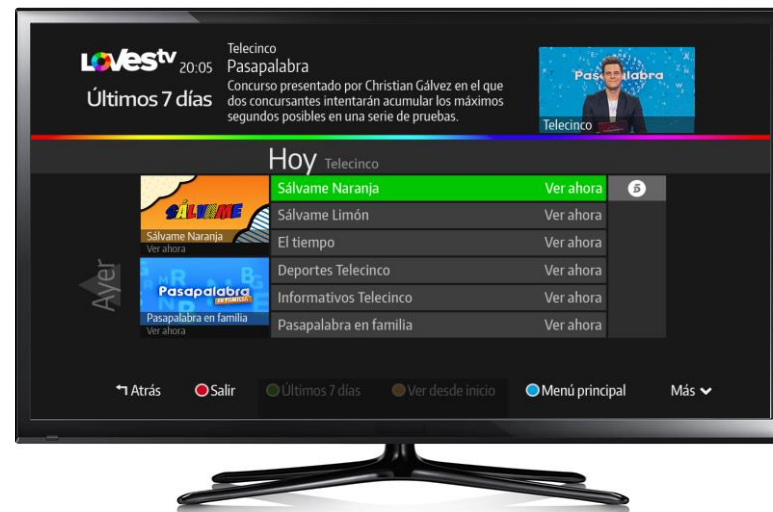 LOVEStv 20:05
Últimos 7 días
Telecinco
Pasapalabra
Concurso presentado por Christian Gálvez en el que
dos concursantes intentarán acumular los máximos
segundos posibles en una serie de pruebas.
Pasapalabra
Telecinco
Hoy Telecinco
Ayer
SÁLVAME
Sálvame Naranja
Ver ahora
Pasapalabra
EN FAMILIA
Pasapalabra en familia
Ver ahora
Sálvame Naranja Ver ahora 5
Sálvame Limón Ver ahora
El tiempo Ver ahora
Deportes Telecinco Ver ahora
Informativos Telecinco Ver ahora
Pasapalabra en familia Ver ahora
Atrás Salir Últimos 7 días Ver desde inicio Menú principal Más